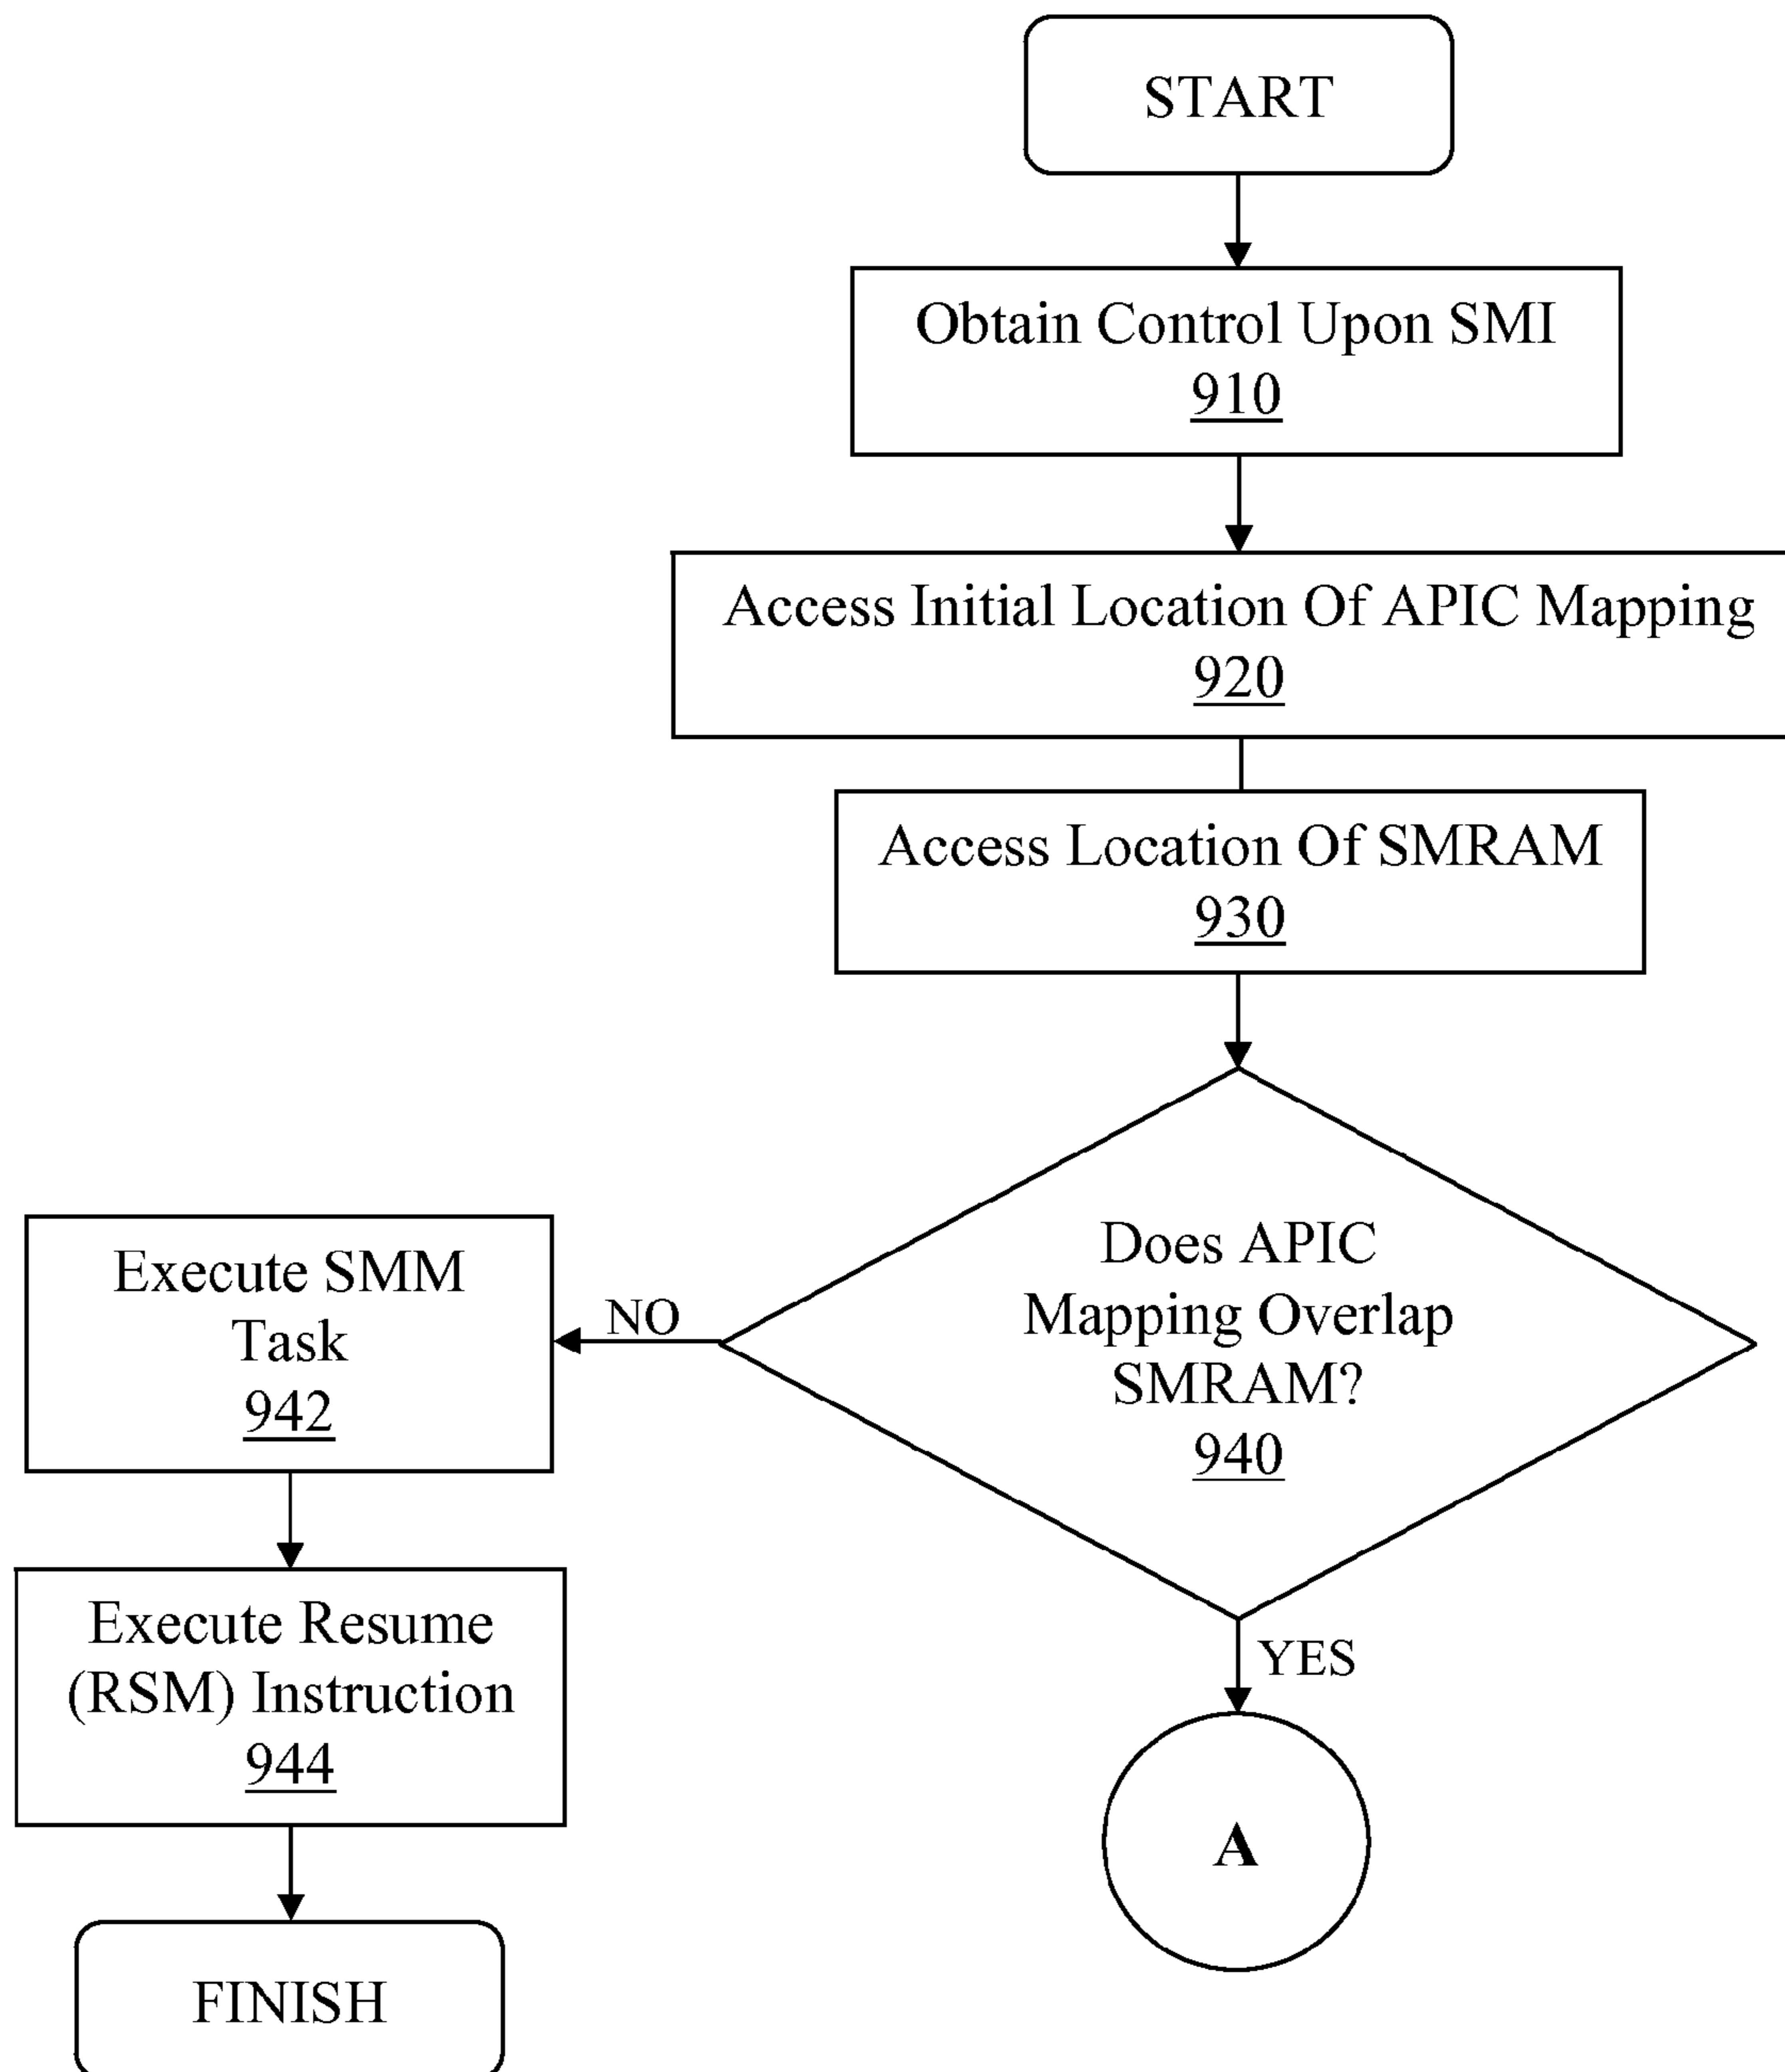 START
Obtain Control Upon SMI
910
Access Initial Location Of APIC Mapping
920
Access Location Of SMRAM
930
Does APIC
Mapping Overlap
SMRAM?
940
NO
Execute SMM
Task
942
Execute Resume
(RSM) Instruction
944
FINISH
YES
A